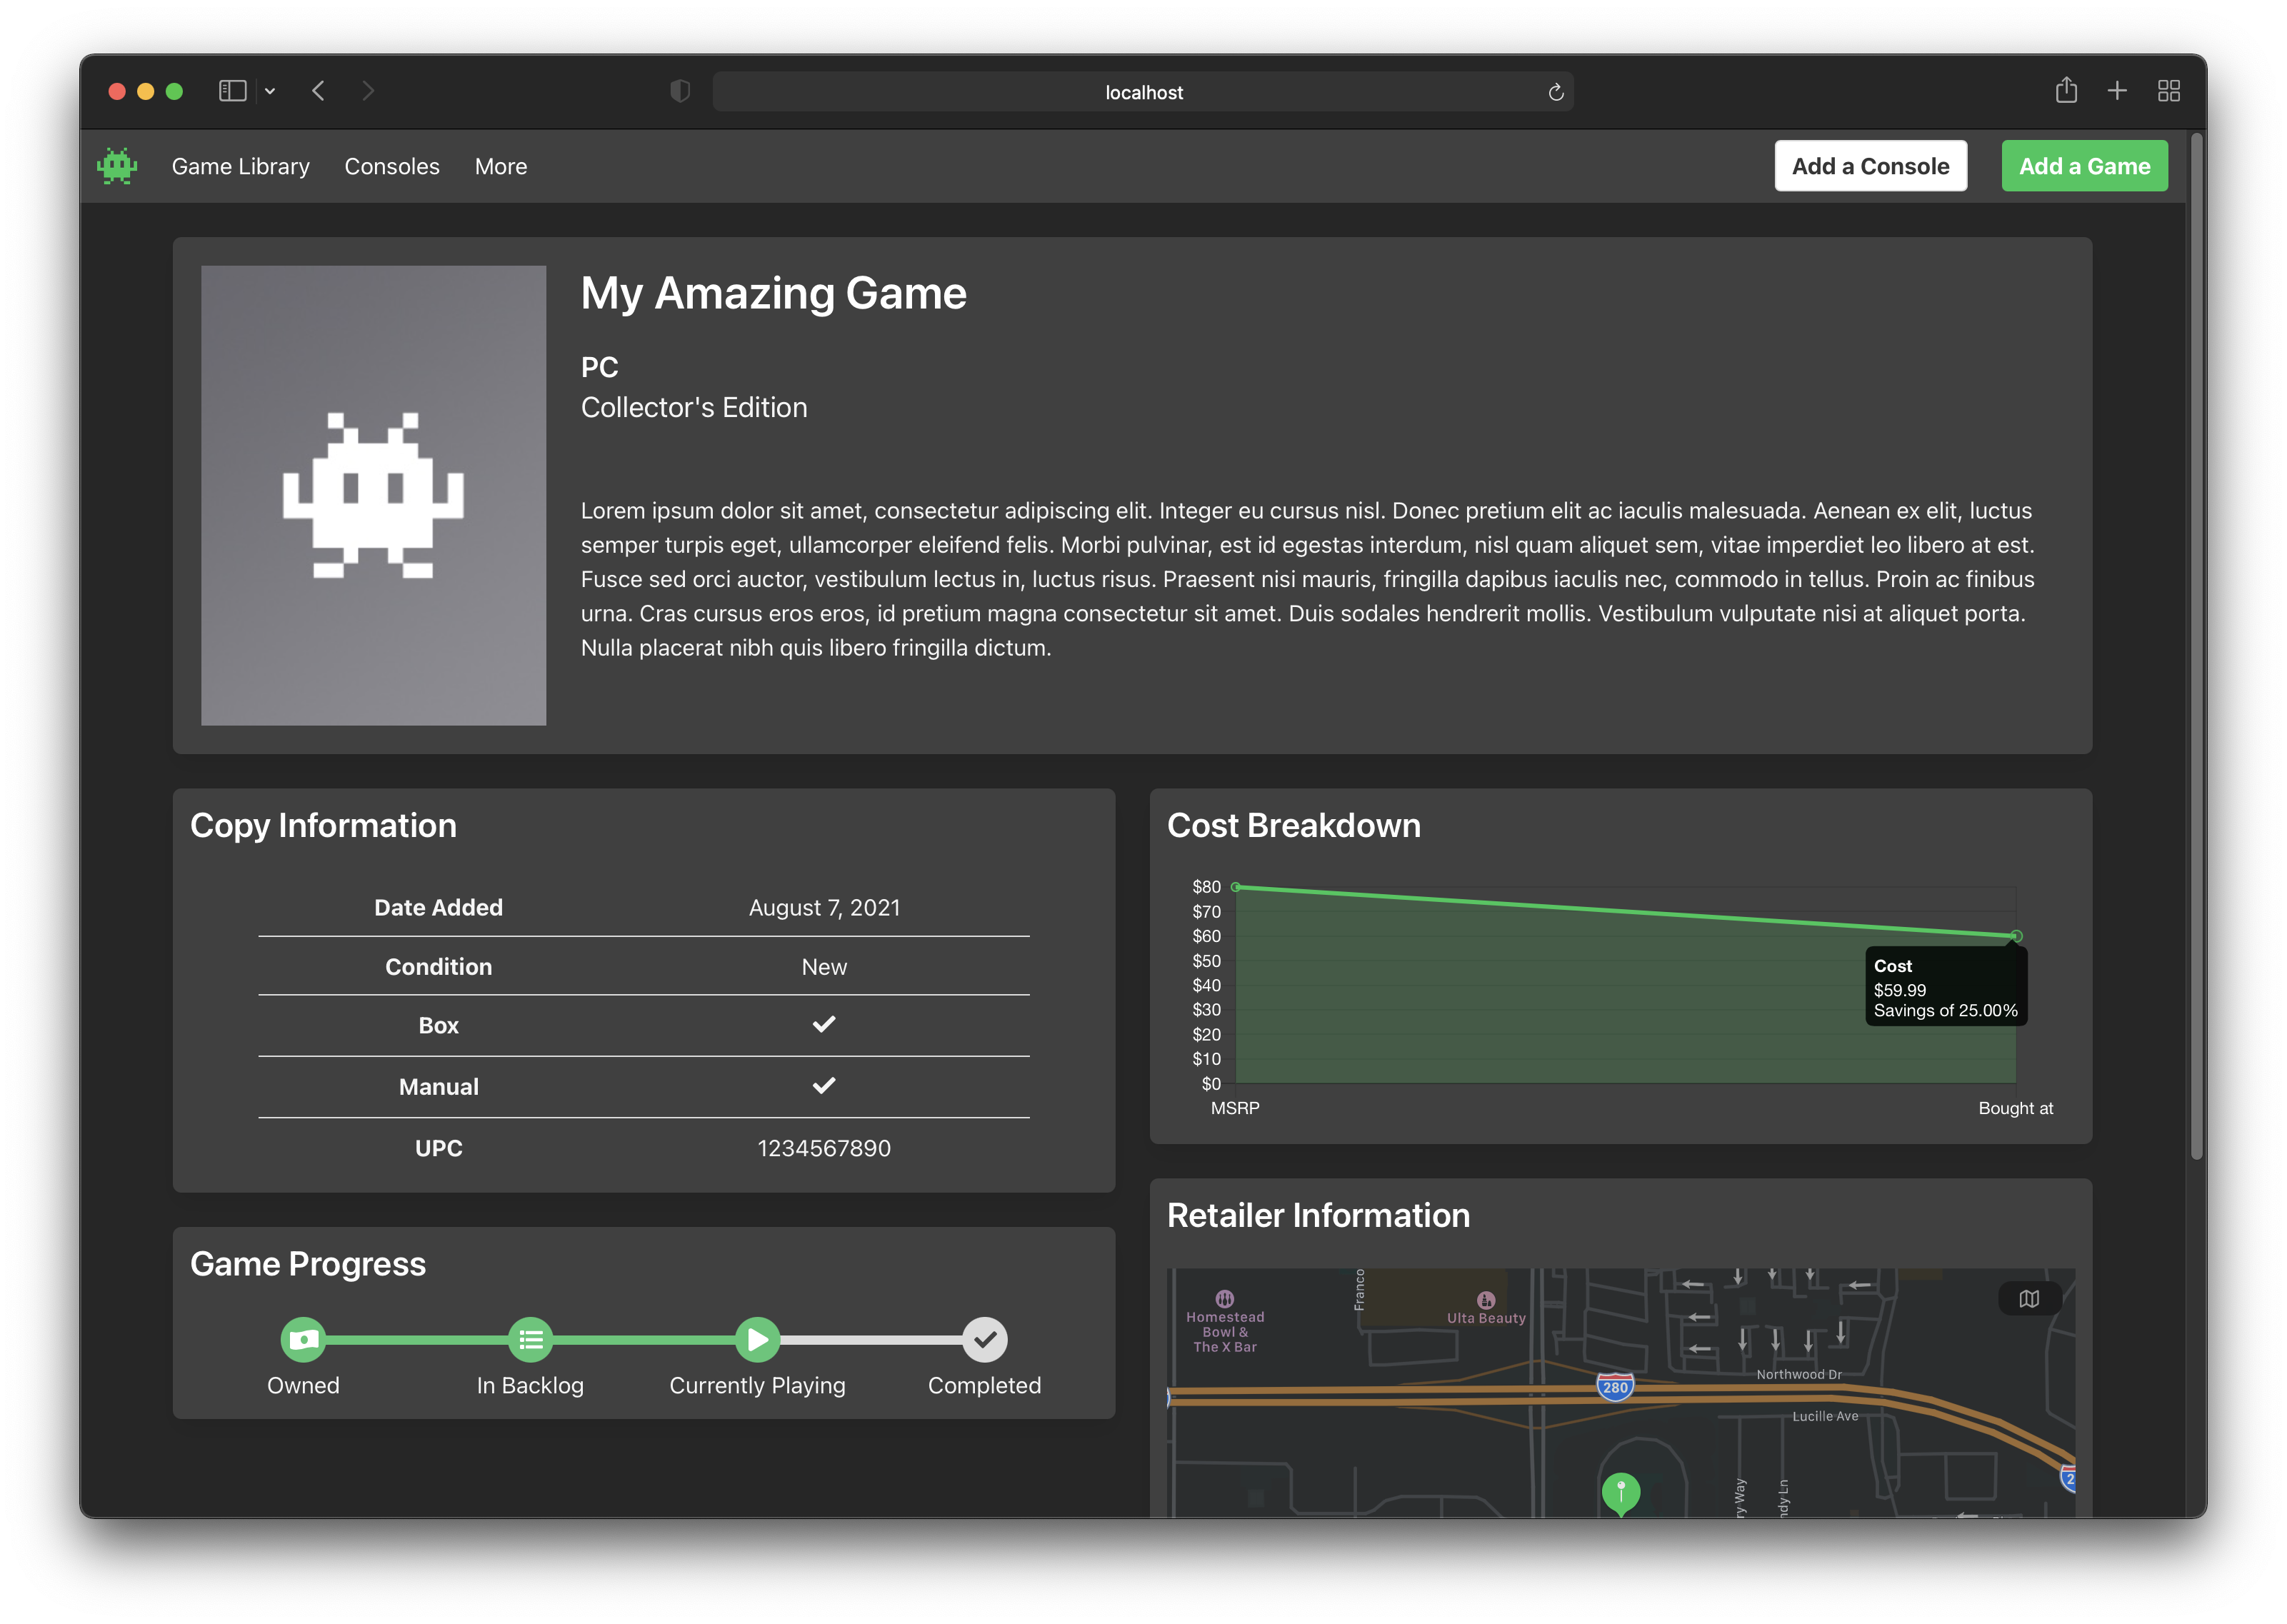 localhost
Game Library
Consoles
More
Add a Console
Add a Game
My Amazing Game
PC
Collector's Edition
Lorem ipsum dolor sit amet, consectetur adipiscing elit. Integer eu cursus nisl. Donec pretium elit ac iaculis malesuada. Aenean ex elit, luctus
semper turpis eget, ullamcorper eleifend felis. Morbi pulvinar, est id egestas interdum, nisl quam aliquet sem, vitae imperdiet leo libero at est.
Fusce sed orci auctor, vestibulum lectus in, luctus risus. Praesent nisi mauris, fringilla dapibus iaculis nec, commodo in tellus. Proin ac finibus
urna. Cras cursus eros eros, id pretium magna consectetur sit amet. Duis sodales hendrerit mollis. Vestibulum vulputate nisi at aliquet porta.
Nulla placerat nibh quis libero fringilla dictum.
Copy Information
Date Added August 7, 2021
Condition New
Box
Manual
UPC 1234567890
Game Progress
Owned
In Backlog
Currently Playing
Completed
Cost Breakdown
$80
$70
$60
$50
$40
$30
$20
$10
$0
MSRP
Bought at
Cost
$59.99
Savings of 25.00%
Retailer Information
Homestead
Bowl &
The X Bar
Franco
Ulta Beauty
280
Northwood Dr
Lucille Ave
ry Way
ndy Ln
2